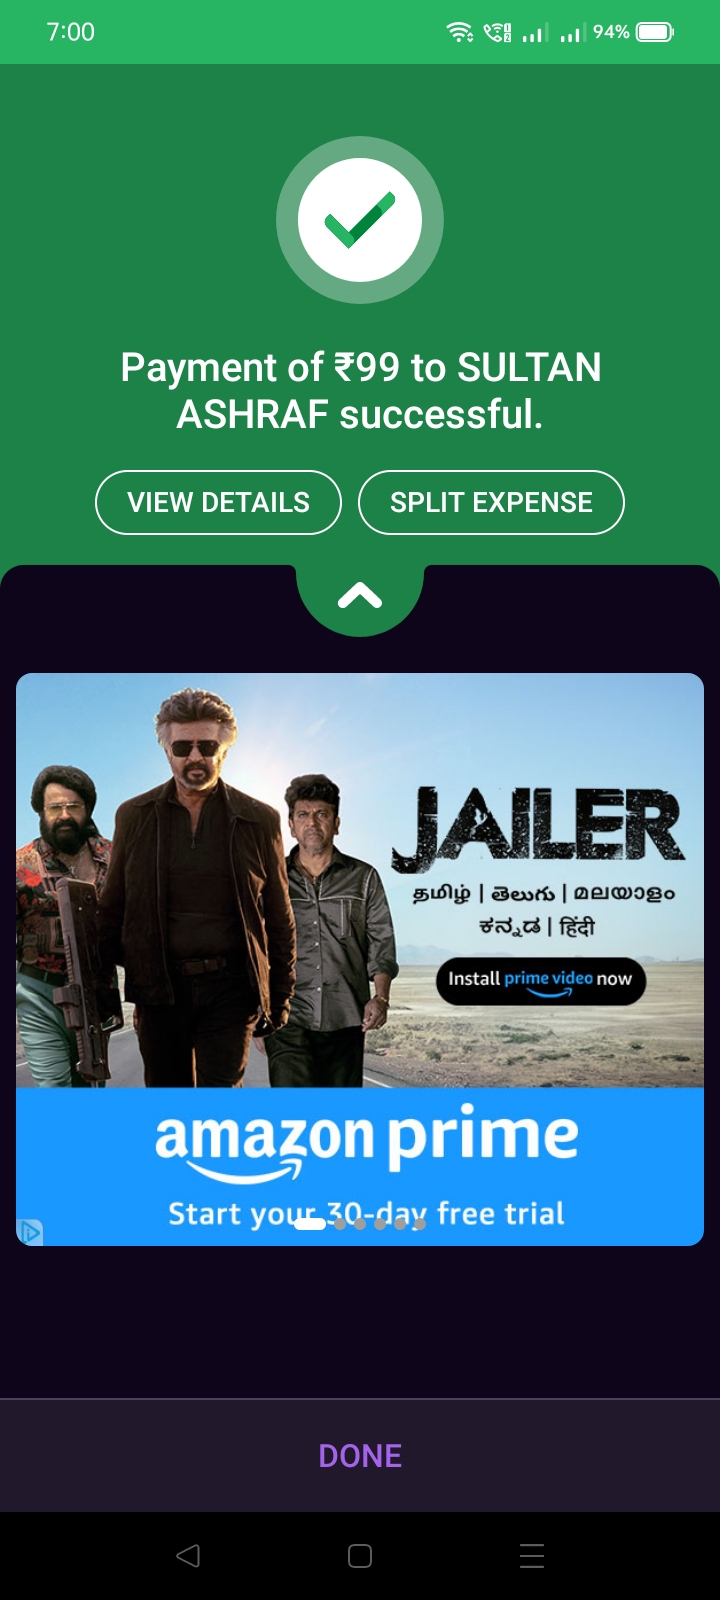 7:00
94%
Payment of ₹99 to SULTAN
ASHRAF successful.
VIEW DETAILS
SPLIT EXPENSE
JAILER
தமிழ் | తెలుగు | മലയാളം
ಕನ್ನಡ | हिंदी
Install prime video now
amazon prime
Start your 30-day free trial
DONE